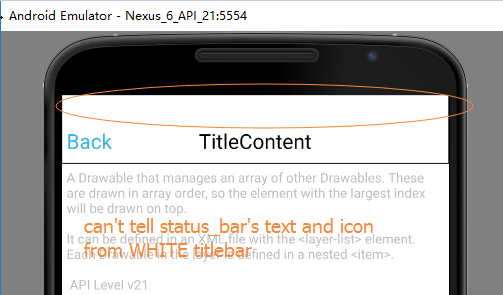 Android Emulator - Nexus_6_API_21:5554
Back
TitleContent
A Drawable that manages an array of other Drawables. These
are drawn in array order, so the element with the largest index
will be drawn on top.
can't tell status_bar's text and icon
It can be defined in an XML file with the <layer-list> element.
from WHITE titlebar
Each Drawable in the layer is defined in a nested <item>.
API Level v21